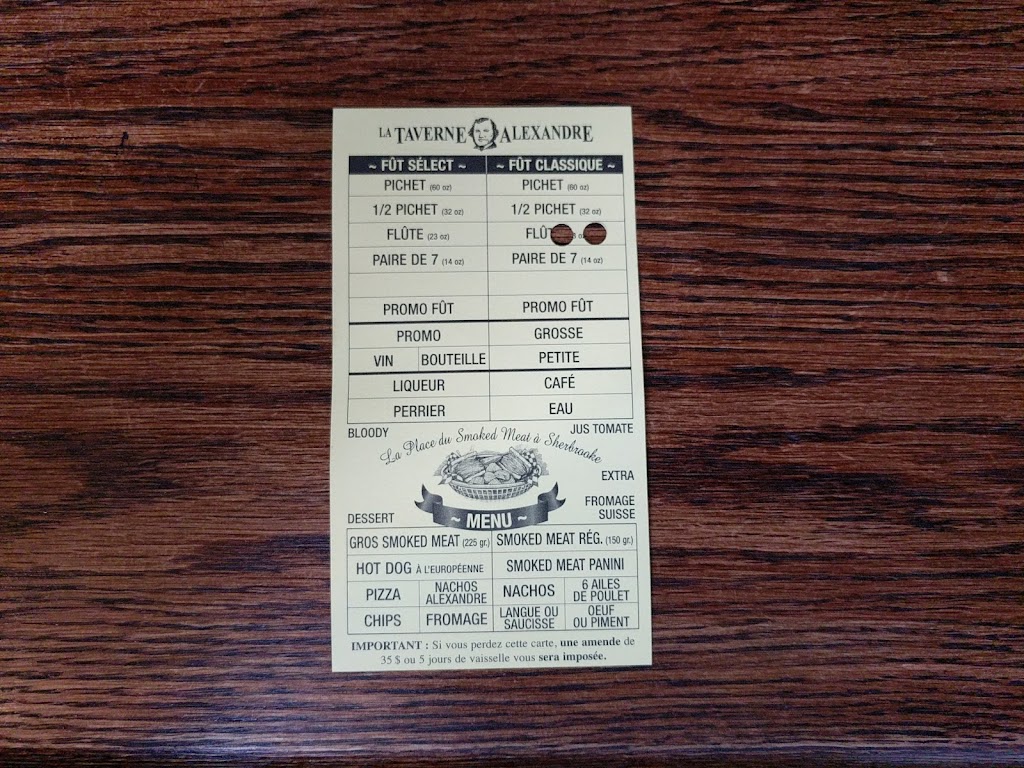 LA TAVERNE ALEXANDRE
~ FÛT SÉLECT ~ ~ FÛT CLASSIQUE ~
PICHET (60 oz) PICHET (60 oz)
1/2 PICHET (32 oz) 1/2 PICHET (32 oz)
FLÛTE (23 oz) FLÛT
PAIRE DE 7 (14 oz) PAIRE DE 7 (14 oz)
PROMO FÛT PROMO FÛT
PROMO GROSSE
VIN BOUTEILLE PETITE
LIQUEUR CAFÉ
PERRIER EAU
BLOODY JUS TOMATE
La Place du Smoked Meat à Sherbrooke
EXTRA
FROMAGE
SUISSE
DESSERT
~ MENU ~
GROS SMOKED MEAT (225 gr.) SMOKED MEAT RÉG. (150 gr.)
HOT DOG À L'EUROPÉENNE SMOKED MEAT PANINI
PIZZA NACHOS ALEXANDRE NACHOS 6 AILES DE POULET
CHIPS FROMAGE LANGUE OU SAUCISSE OEUF OU PIMENT
IMPORTANT : Si vous perdez cette carte, une amende de
35 $ ou 5 jours de vaisselle vous sera imposée.